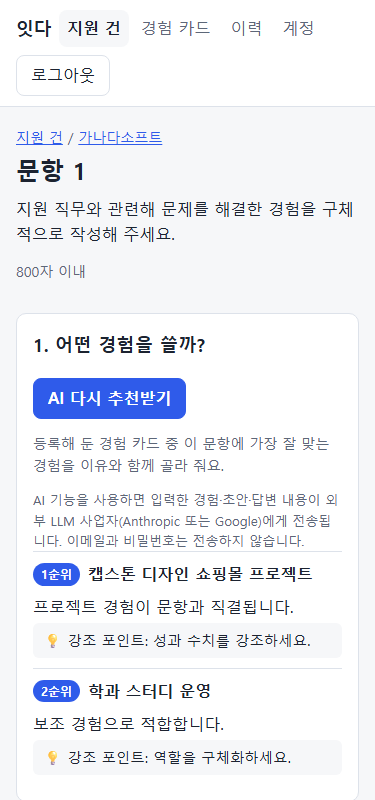 잇다 지원 건 경험 카드 이력 계정
로그아웃
지원 건 / 가나다소프트
문항 1
지원 직무와 관련해 문제를 해결한 경험을 구체
적으로 작성해 주세요.
800자 이내
1. 어떤 경험을 쓸까?
AI 다시 추천받기
등록해 둔 경험 카드 중 이 문항에 가장 잘 맞는
경험을 이유와 함께 골라 줘요.
AI 기능을 사용하면 입력한 경험·초안·답변 내용이 외
부 LLM 사업자(Anthropic 또는 Google)에게 전송됩
니다. 이메일과 비밀번호는 전송하지 않습니다.
1순위 캡스톤 디자인 쇼핑몰 프로젝트
프로젝트 경험이 문항과 직결됩니다.
💡 강조 포인트: 성과 수치를 강조하세요.
2순위 학과 스터디 운영
보조 경험으로 적합합니다.
💡 강조 포인트: 역할을 구체화하세요.